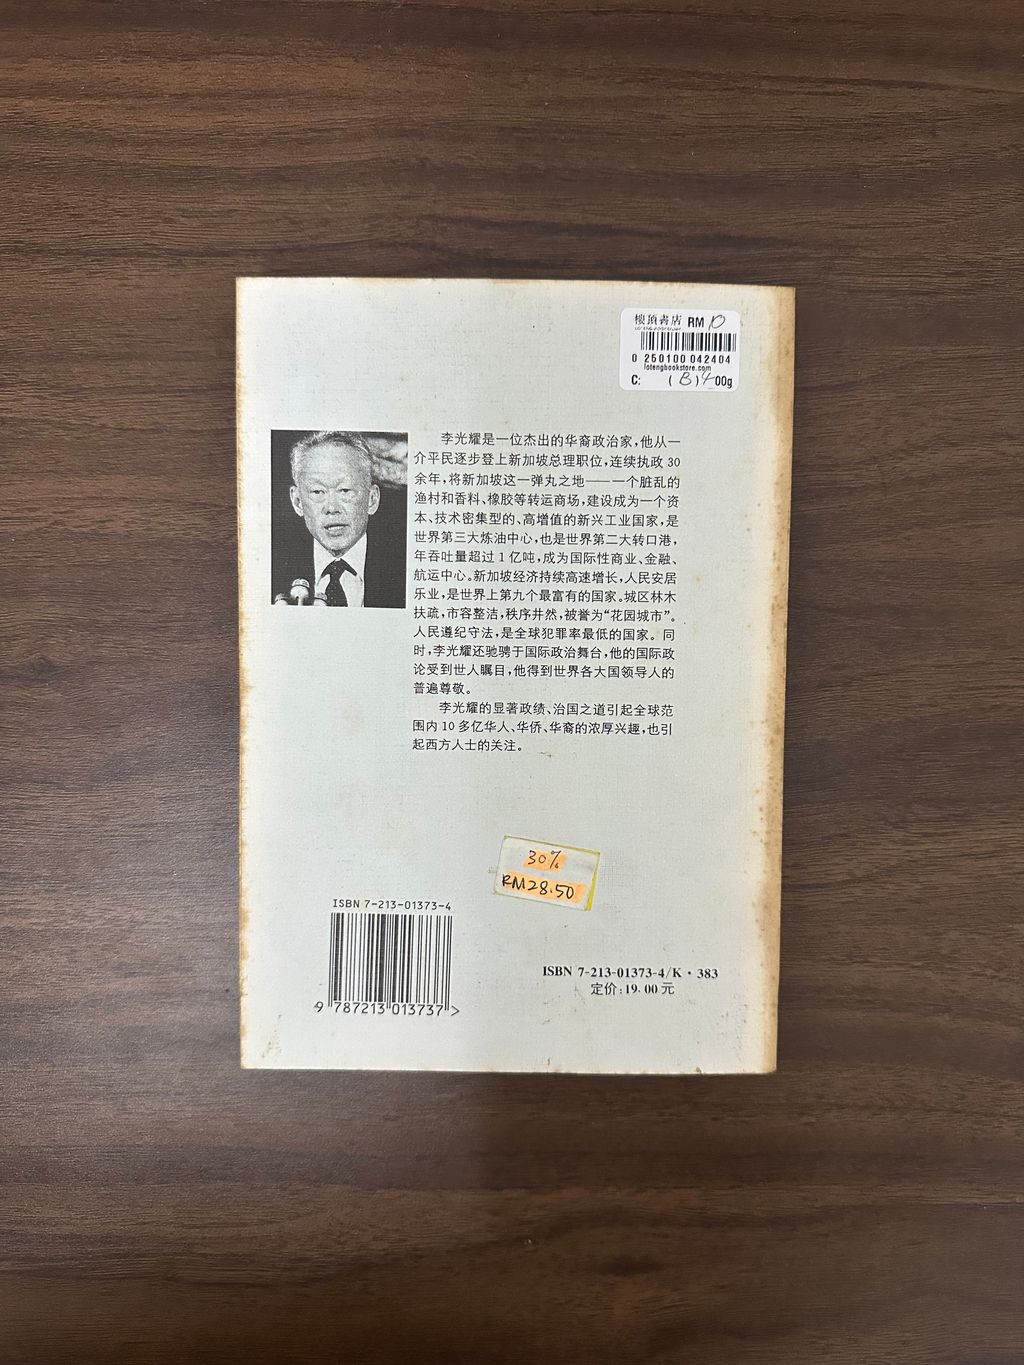 樓頂書店 RM 10
0 250100 042404
lotengbookstore.com
C: (B) 400g
李光耀是一位杰出的华裔政治家,他从一
介平民逐步登上新加坡总理职位,连续执政30
余年,将新加坡这一弹丸之地——一个脏乱的
渔村和香料、橡胶等转运商场,建设成为一个资
本、技术密集型的、高增值的新兴工业国家,是
世界第三大炼油中心,也是世界第二大转口港,
年吞吐量超过1亿吨,成为国际性商业、金融、
航运中心。新加坡经济持续高速增长,人民安居
乐业,是世界上第九个最富有的国家。城区林木
扶疏,市容整洁,秩序井然,被誉为“花园城市”。
人民遵纪守法,是全球犯罪率最低的国家。同
时,李光耀还驰骋于国际政治舞台,他的国际政
论受到世人瞩目,他得到世界各大国领导人的
普遍尊敬。
李光耀的显著政绩、治国之道引起全球范
围内10多亿华人、华侨、华裔的浓厚兴趣,也引
起西方人士的关注。
30%
RM28.50
ISBN 7-213-01373-4
9 787213 013737 >
ISBN 7-213-01373-4/K·383
定价:19.00元